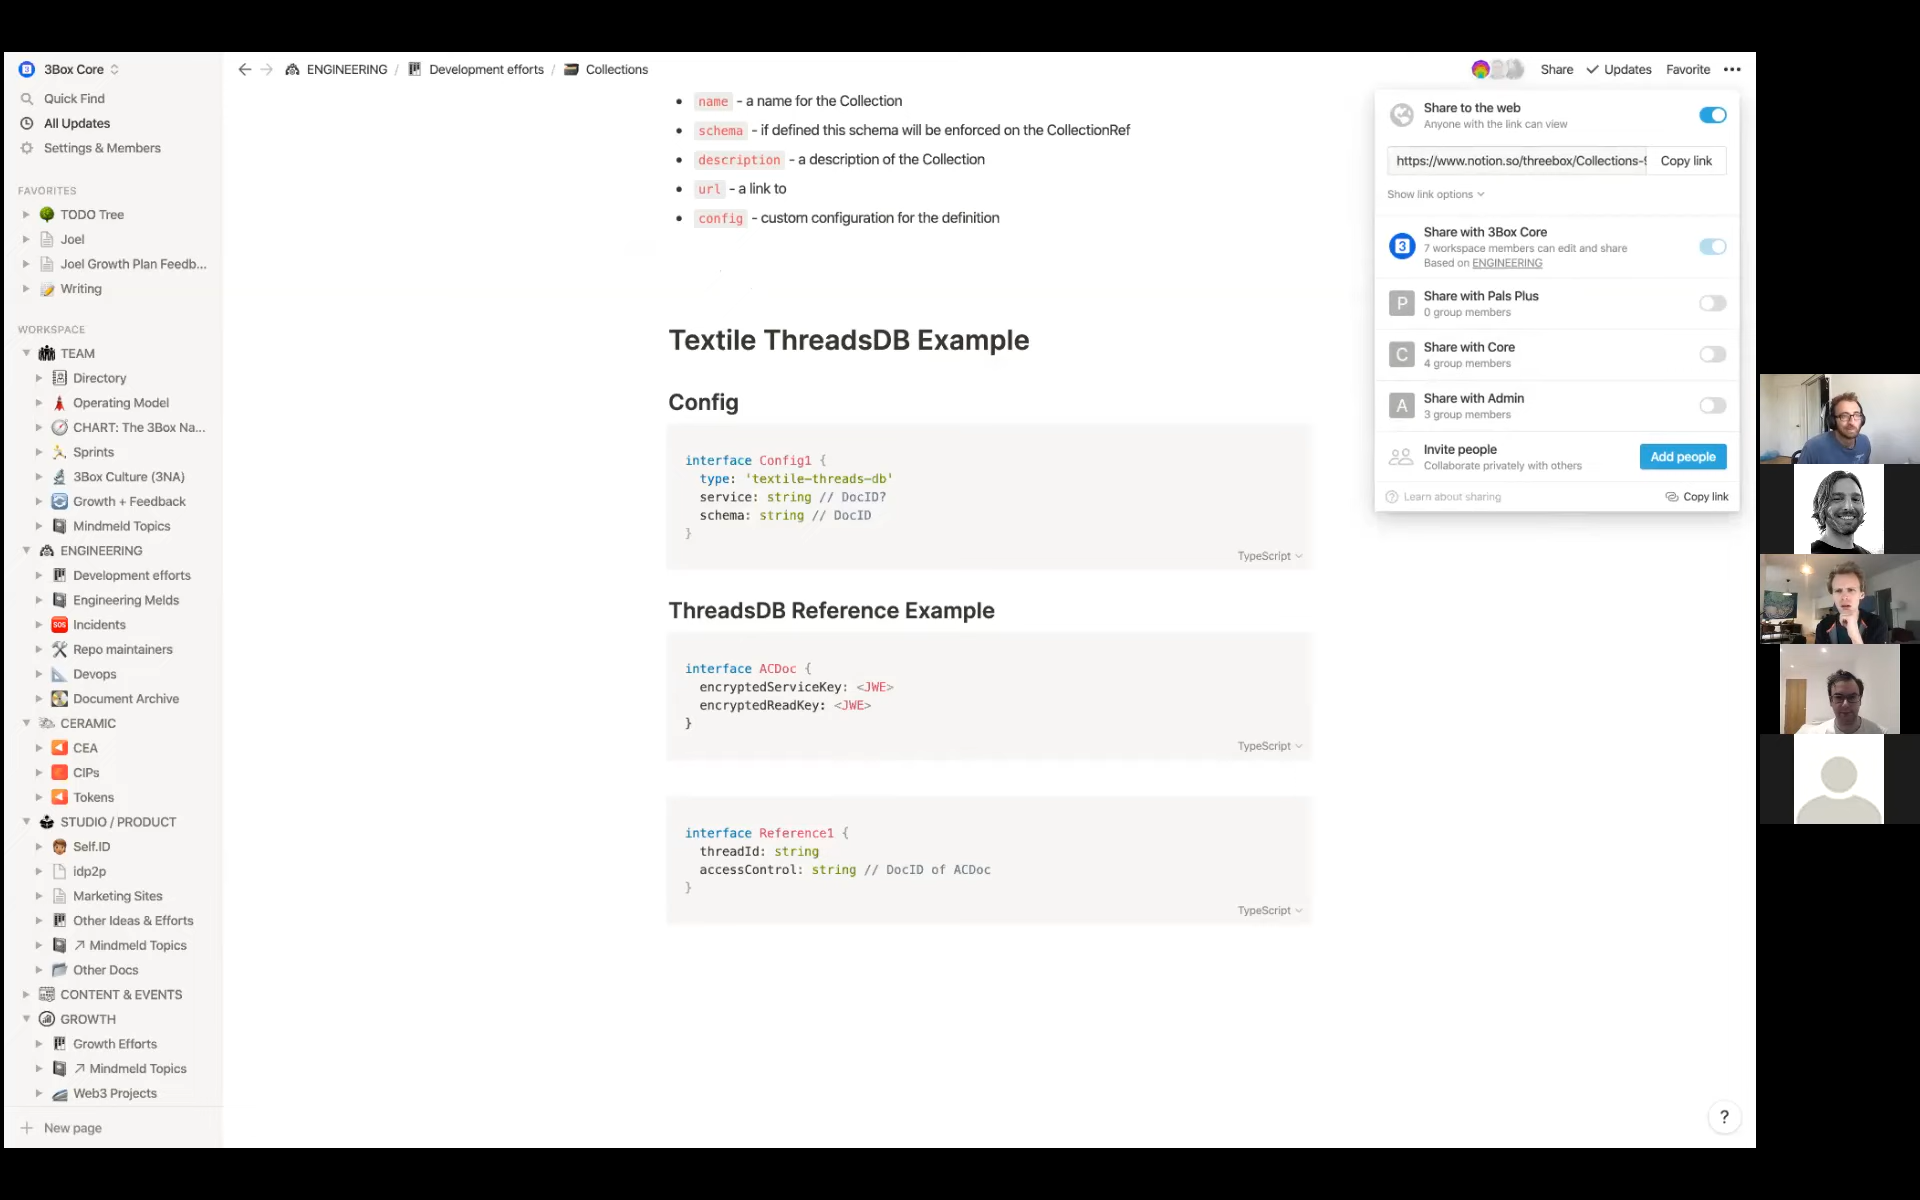 3Box Core
Quick Find
All Updates
Settings & Members
FAVORITES
TODO Tree
Joel
Joel Growth Plan Feedb...
Writing
WORKSPACE
TEAM
Directory
Operating Model
CHART: The 3Box Na...
Sprints
3Box Culture (3NA)
Growth + Feedback
Mindmeld Topics
ENGINEERING
Development efforts
Engineering Melds
SOS Incidents
Repo maintainers
Devops
Document Archive
CERAMIC
CEA
CIPs
Tokens
STUDIO / PRODUCT
Self.ID
idp2p
Marketing Sites
Other Ideas & Efforts
Mindmeld Topics
Other Docs
CONTENT & EVENTS
GROWTH
Growth Efforts
Mindmeld Topics
Web3 Projects
New page
ENGINEERING / Development efforts / Collections
Share Updates Favorite
name - a name for the Collection
schema - if defined this schema will be enforced on the CollectionRef
description - a description of the Collection
url - a link to
config - custom configuration for the definition
Textile ThreadsDB Example
Config
interface Config1 {
type: 'textile-threads-db'
service: string // DocID?
schema: string // DocID
}
TypeScript
ThreadsDB Reference Example
interface ACDoc {
encryptedServiceKey: <JWE>
encryptedReadKey: <JWE>
}
TypeScript
interface Reference1 {
threadId: string
accessControl: string // DocID of ACDoc
}
TypeScript
Share to the web
Anyone with the link can view
https://www.notion.so/threebox/Collections- Copy link
Show link options
3 Share with 3Box Core
7 workspace members can edit and share
Based on ENGINEERING
P Share with Pals Plus
0 group members
C Share with Core
4 group members
A Share with Admin
3 group members
Invite people
Collaborate privately with others
Add people
Learn about sharing
Copy link
?